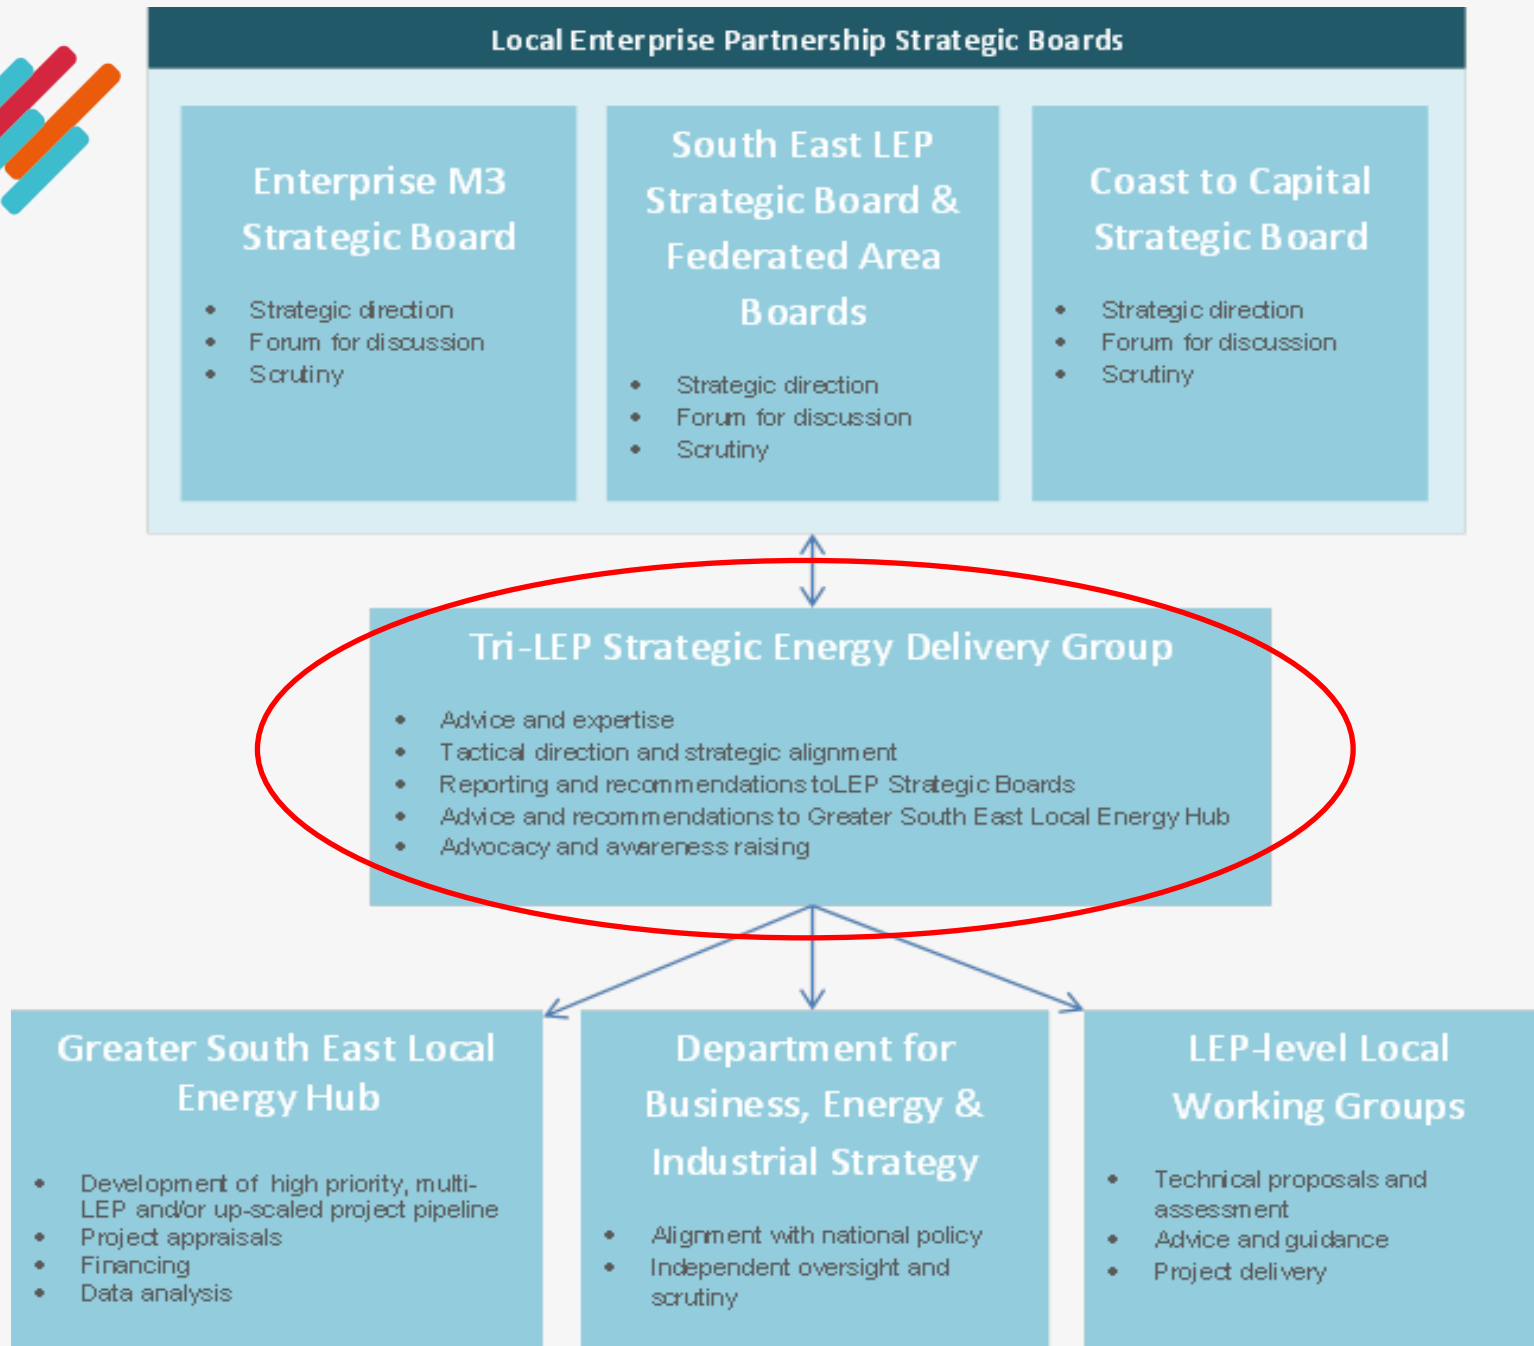 Local Enterprise Partnership Strategic Boards
Enterprise M3
Strategic Board
• Strategic direction
• Forum for discussion
• Scrutiny
South East LEP
Strategic Board &
Federated Area
Boards
• Strategic direction
• Forum for discussion
• Scrutiny
Coast to Capital
Strategic Board
• Strategic direction
• Forum for discussion
• Scrutiny
Tri-LEP Strategic Energy Delivery Group
• Advice and expertise
• Tactical direction and strategic alignment
• Reporting and recommendations toLEP Strategic Boards
• Advice and recommendations to Greater South East Local Energy Hub
• Advocacy and awareness raising
Greater South East Local
Energy Hub
• Development of high priority, multi-
LEP and/or up-scaled project pipeline
• Project appraisals
• Financing
• Data analysis
Department for
Business, Energy &
Industrial Strategy
• Alignment with national policy
• Independent oversight and
scrutiny
LEP-level Local
Working Groups
• Technical proposals and
assessment
• Advice and guidance
• Project delivery